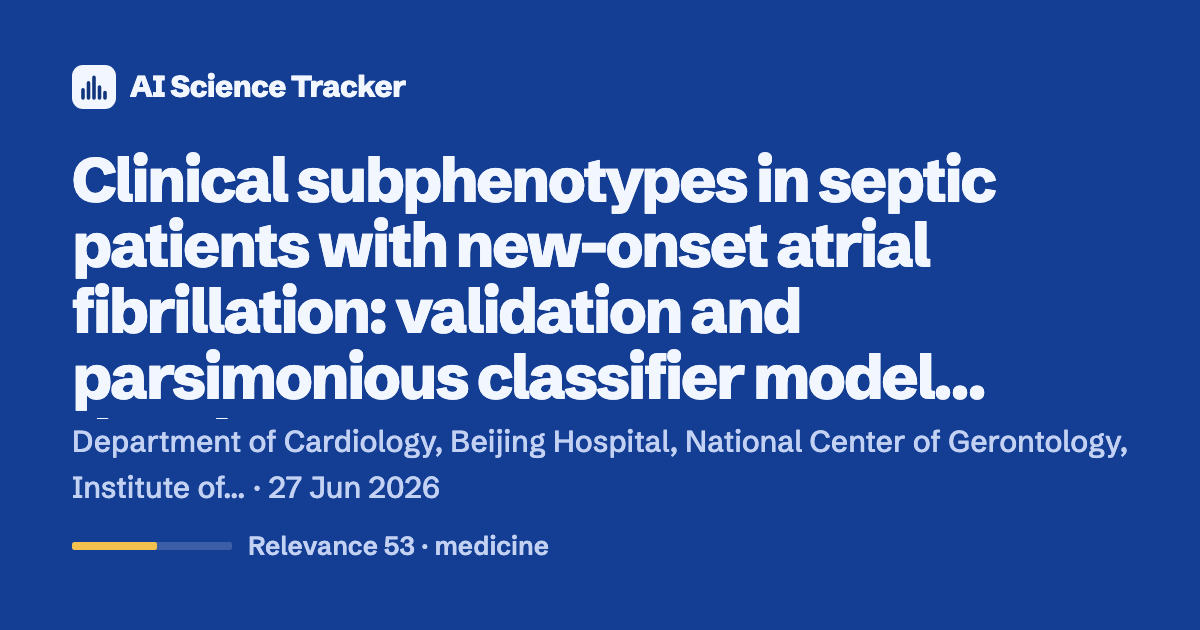 AI Science Tracker
Clinical subphenotypes in septic
patients with new-onset atrial
fibrillation: validation and
parsimonious classifier model...
Department of Cardiology, Beijing Hospital, National Center of Gerontology,
Institute of... · 27 Jun 2026
Relevance 53 · medicine